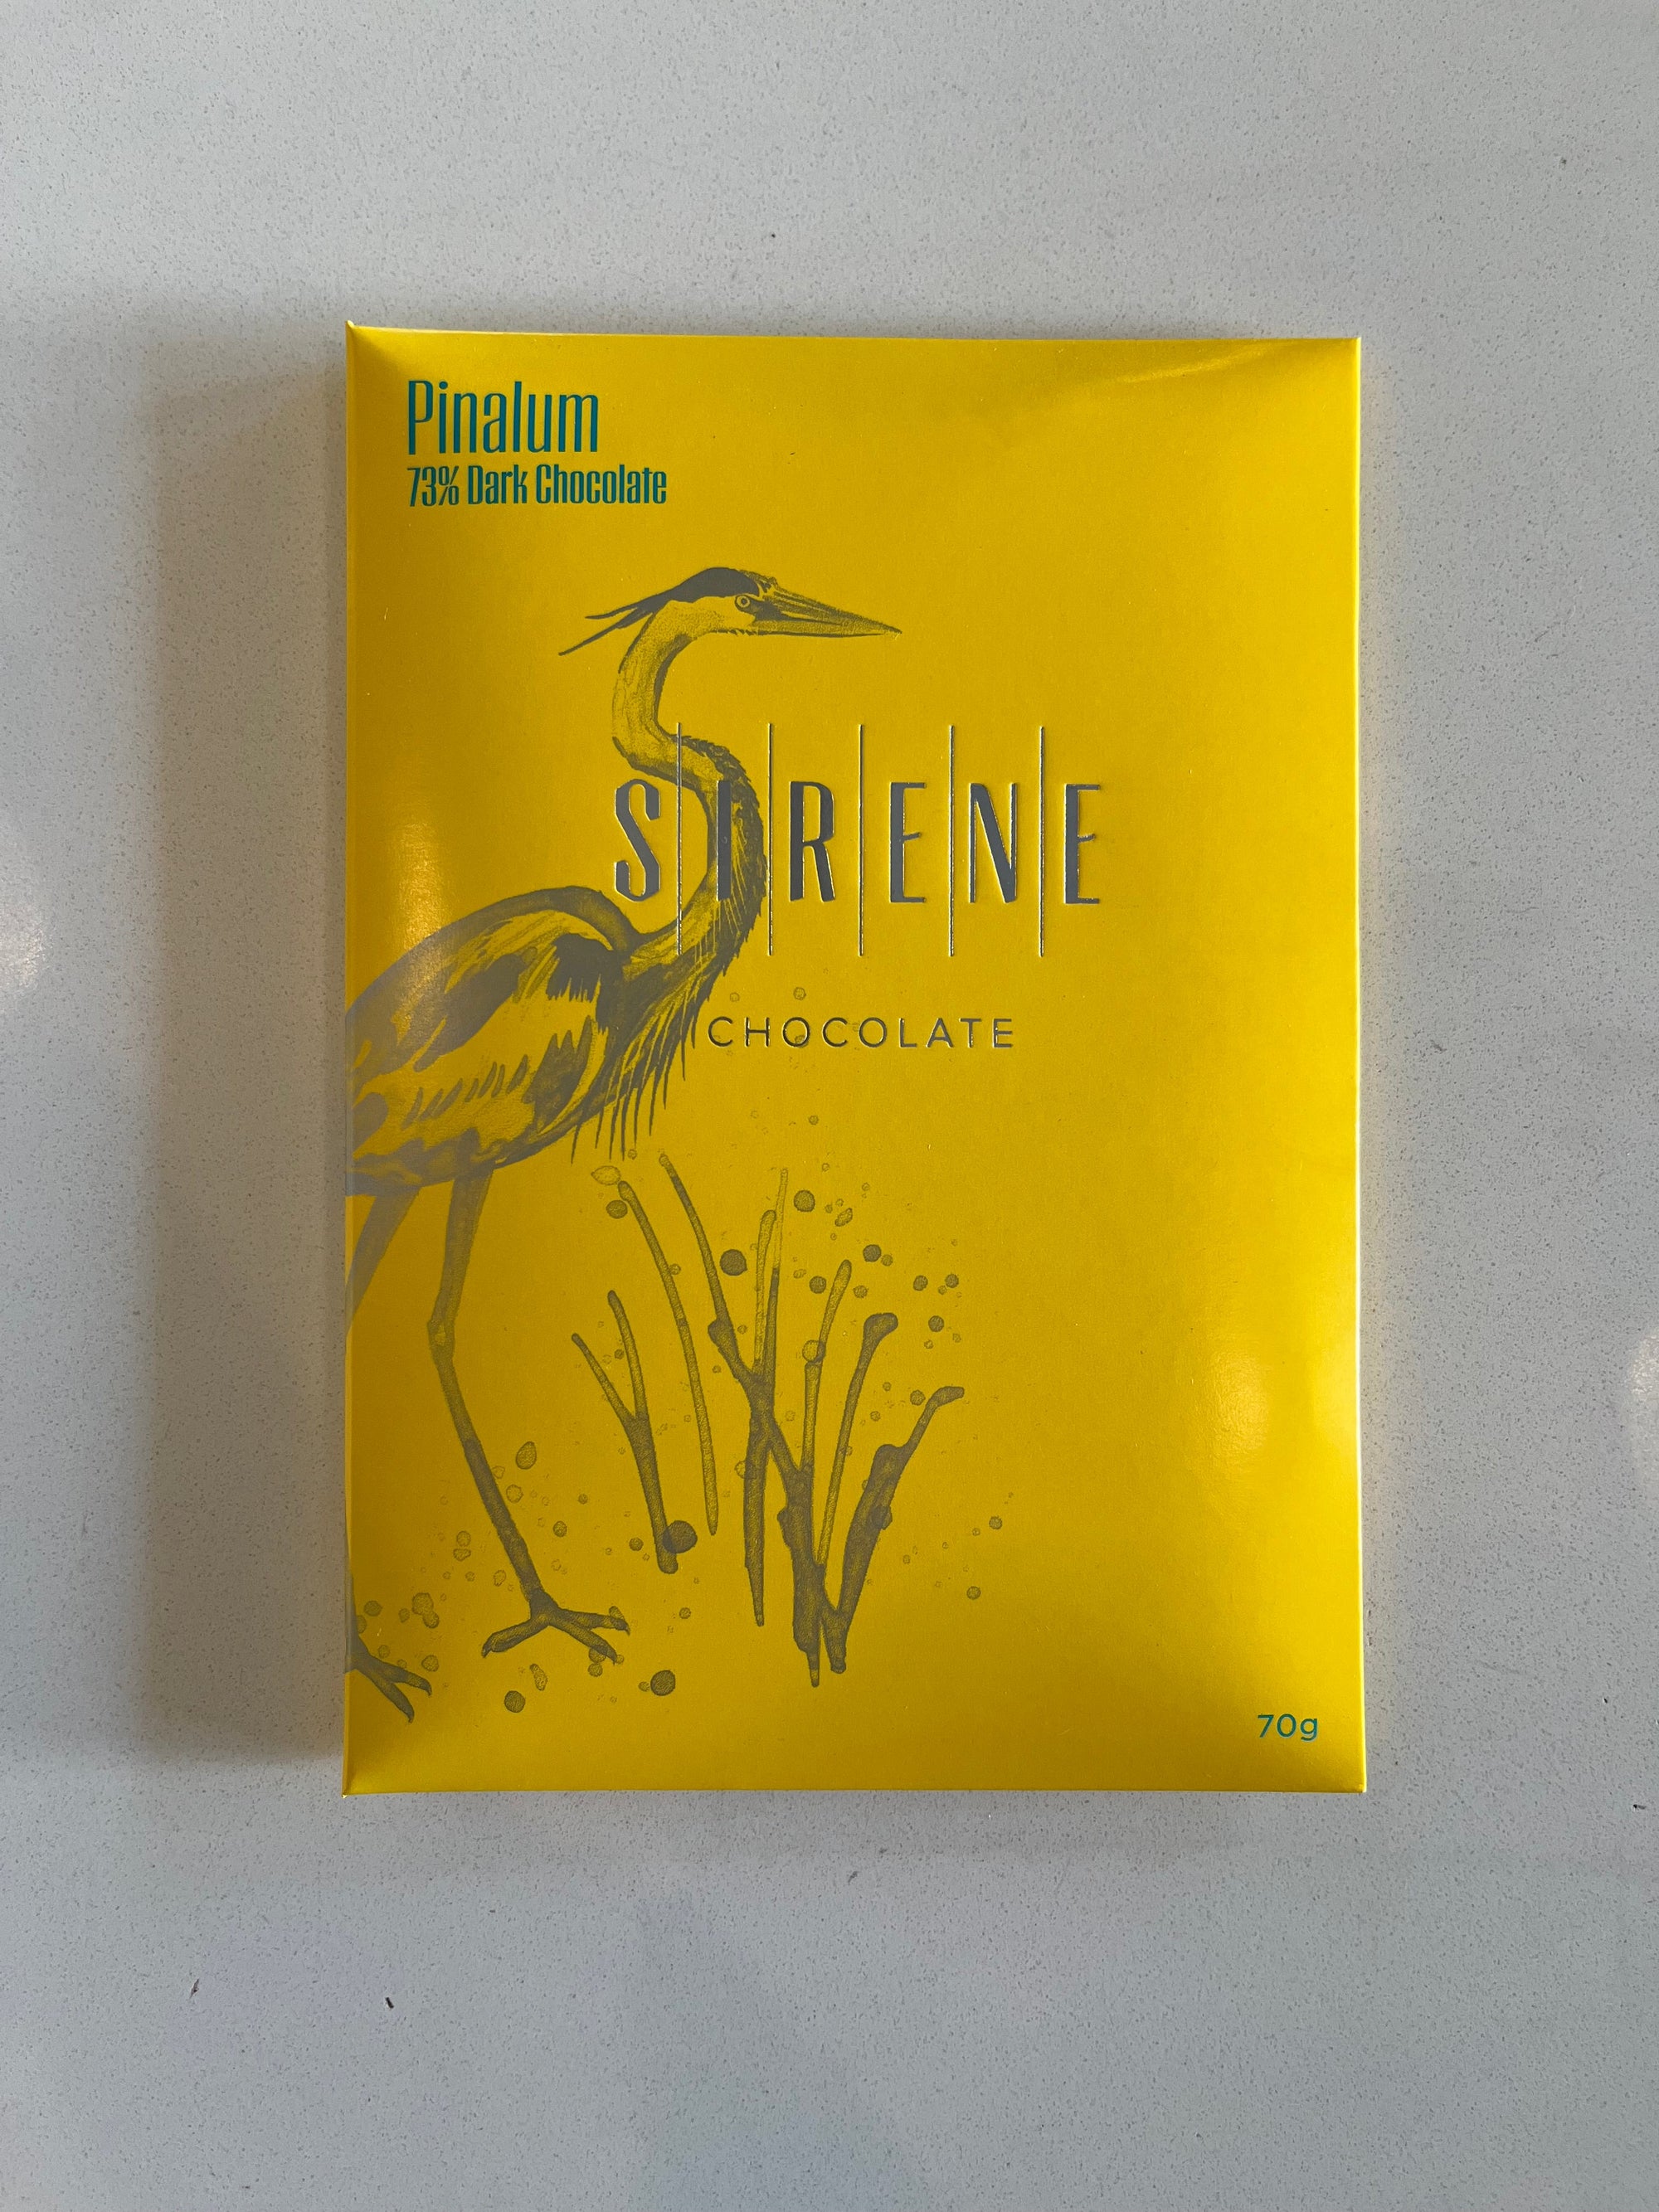 Pinalum
73% Dark Chocolate
SIRENE
CHOCOLATE
70g